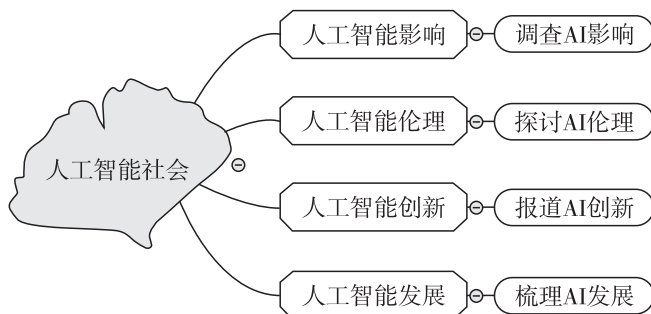 人工智能影响
调查AI影响
人工智能伦理
探讨AI伦理
人工智能社会
人工智能创新
报道AI创新
人工智能发展
梳理AI发展